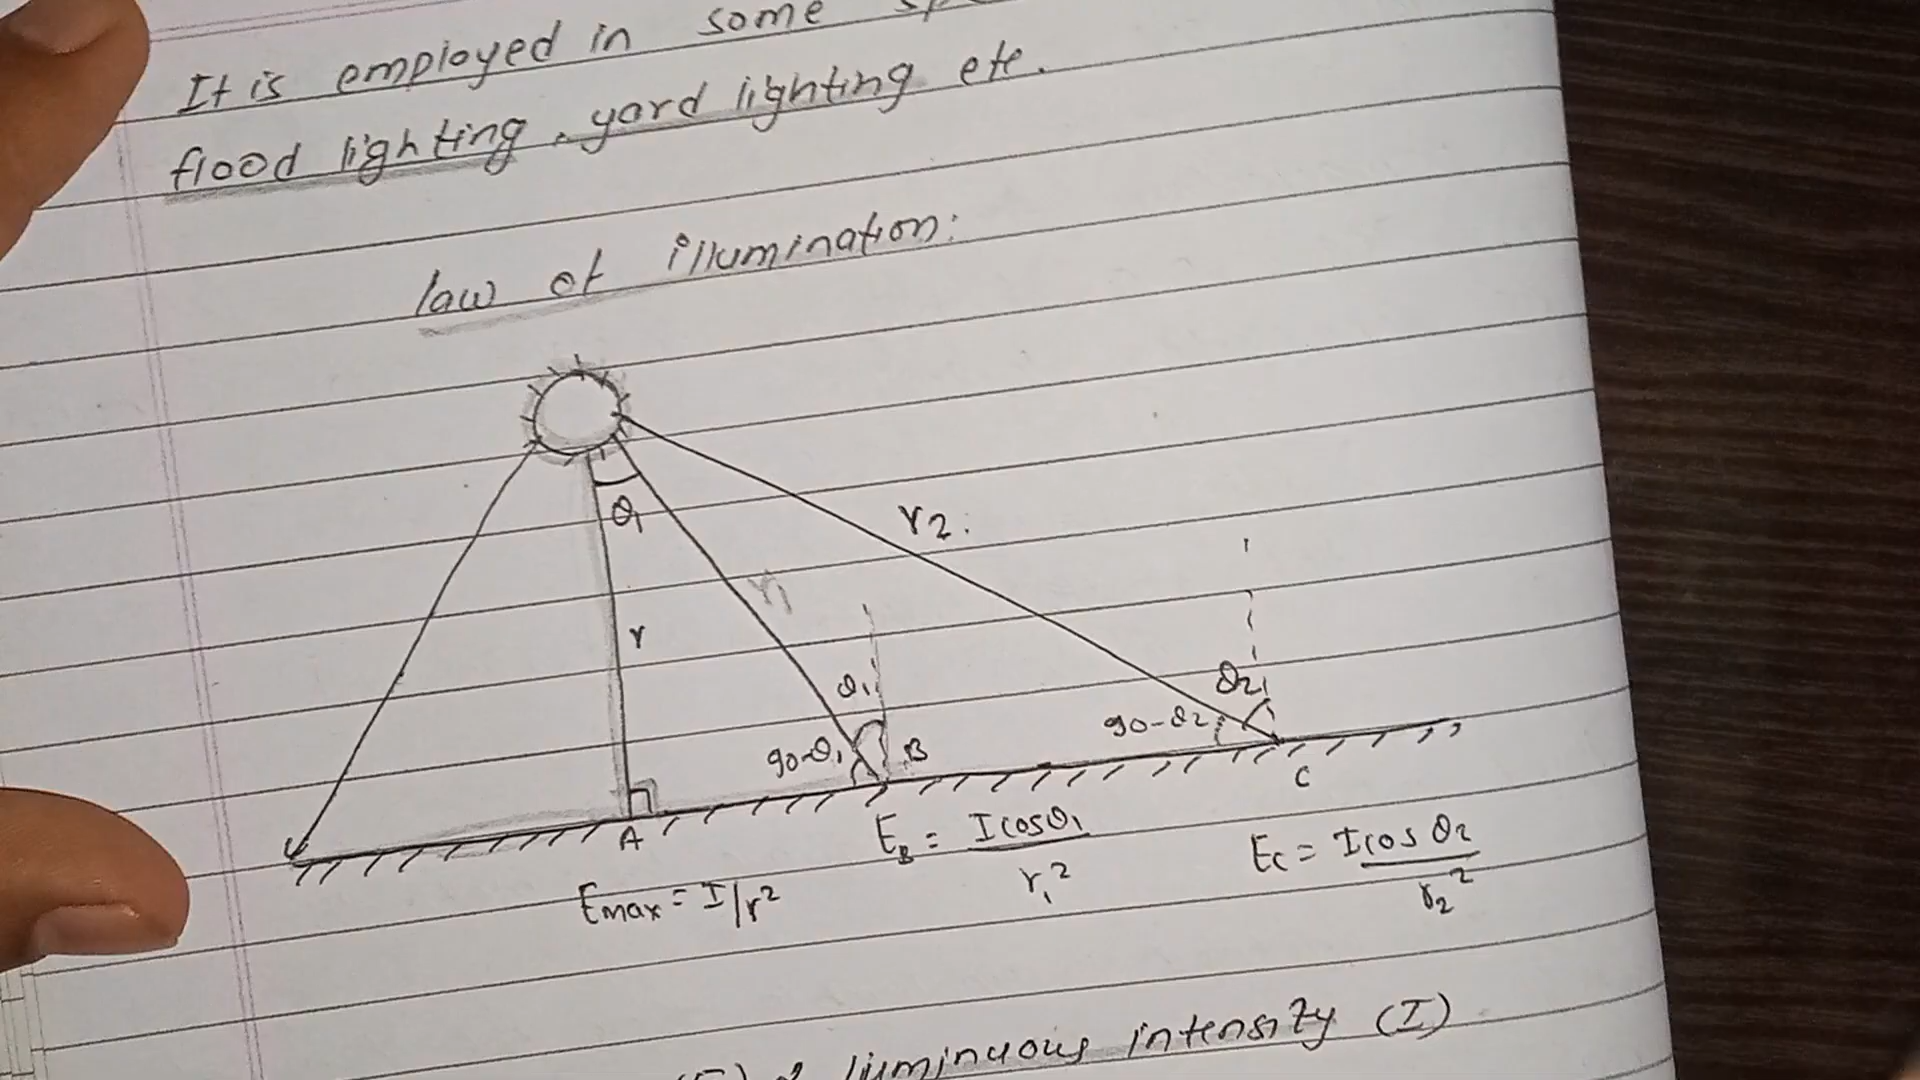 It is employed in some
flood lighting, yard lighting etc.
law of illumination:
θ1
r2.
r1
r
θ1
θ2
90-θ1
B
90-θ2
A
C
Emax = I/r²
EB = I cosθ1 / r1²
Ec = I cos θ2 / r2²
luminuous intensity (I)